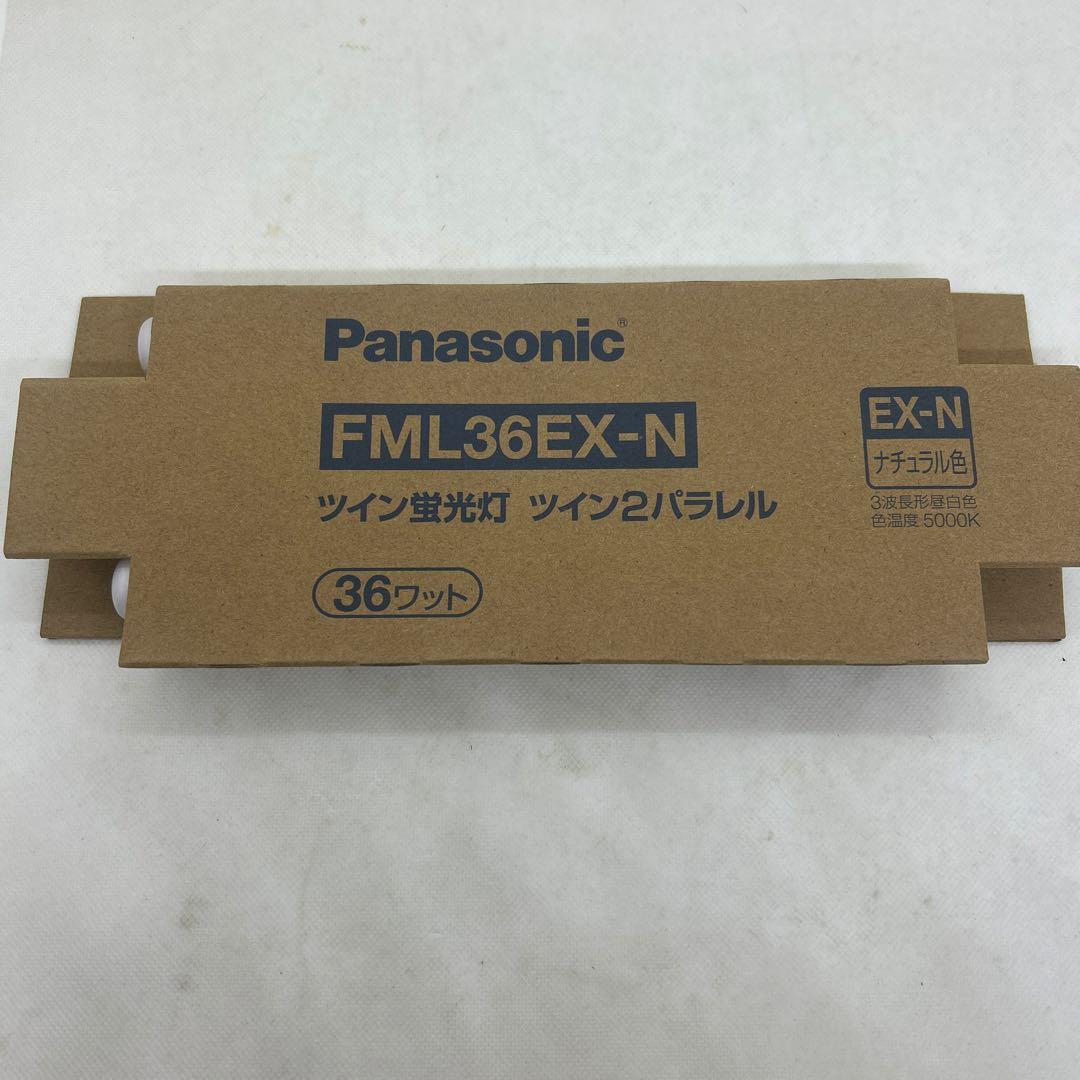 Panasonic®
FML36EX-N
ツイン蛍光灯 ツイン2パラレル
36ワット
EX-N
ナチュラル色
3波長形昼白色
色温度 5000K